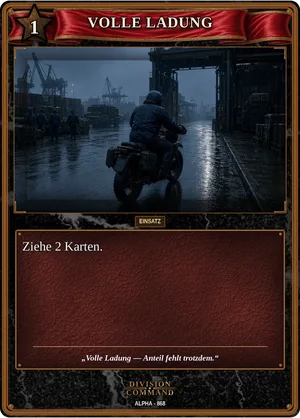 1
VOLLE LADUNG
EINSATZ
Ziehe 2 Karten.
„Volle Ladung — Anteil fehlt trotzdem.“
DIVISION
COMMAND
ALPHA - 868